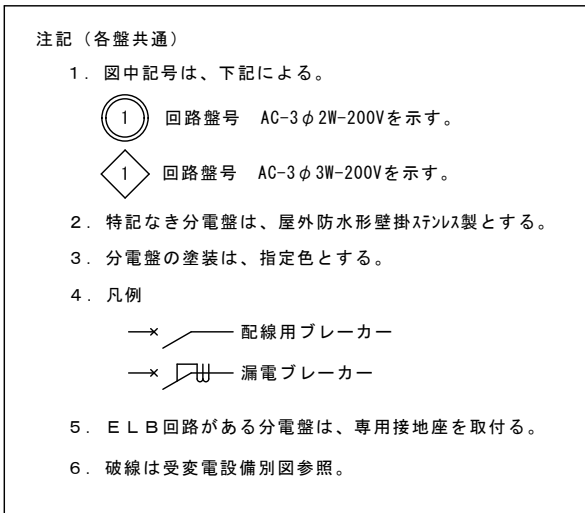 注記（各盤共通）
１．図中記号は、下記による。
1 回路盤号 AC-3φ2W-200Vを示す。
1 回路盤号 AC-3φ3W-200Vを示す。
２．特記なき分電盤は、屋外防水形壁掛ｽﾃﾝﾚｽ製とする。
３．分電盤の塗装は、指定色とする。
４．凡例
配線用ブレーカー
漏電ブレーカー
５．ＥＬＢ回路がある分電盤は、専用接地座を取付る。
６．破線は受変電設備別図参照。